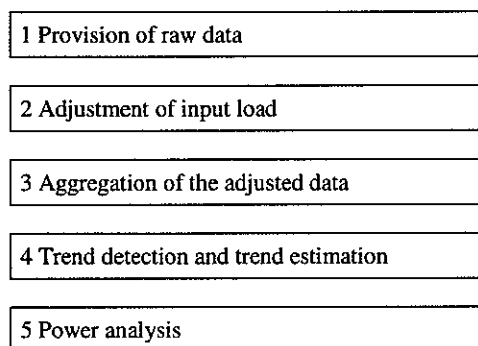 1 Provision of raw data
2 Adjustment of input load
3 Aggregation of the adjusted data
4 Trend detection and trend estimation
5 Power analysis